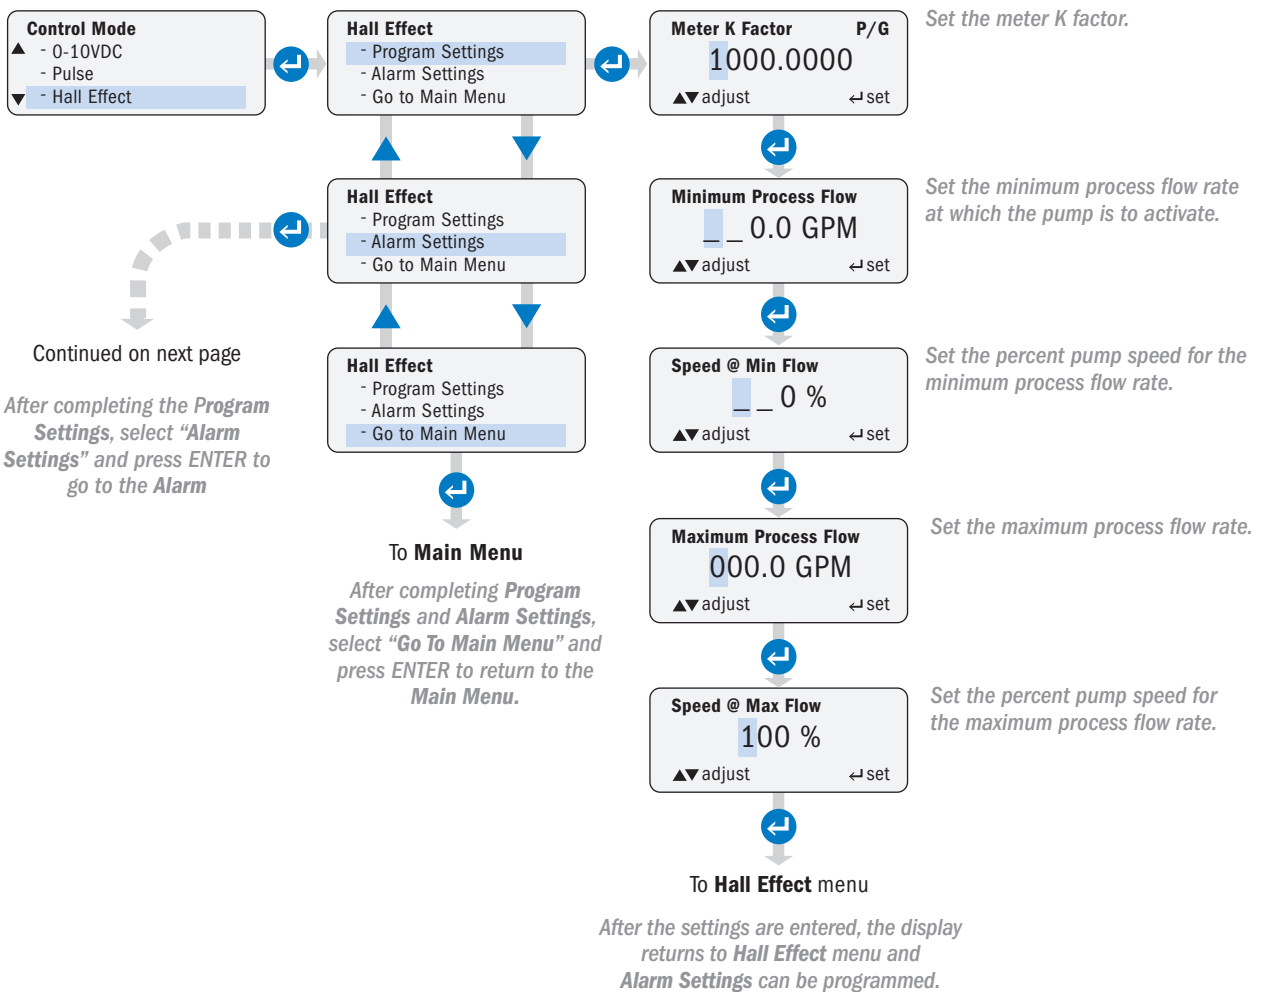 Control Mode
▲ - 0-10VDC
- Pulse
▼ - Hall Effect
Hall Effect
- Program Settings
- Alarm Settings
- Go to Main Menu
Meter K Factor P/G
1000.0000
▲▼ adjust ↵ set
Set the meter K factor.
Hall Effect
- Program Settings
- Alarm Settings
- Go to Main Menu
Minimum Process Flow
_ _ 0.0 GPM
▲▼ adjust ↵ set
Set the minimum process flow rate
at which the pump is to activate.
Continued on next page
After completing the Program
Settings, select “Alarm
Settings” and press ENTER to
go to the Alarm
Hall Effect
- Program Settings
- Alarm Settings
- Go to Main Menu
Speed @ Min Flow
_ _ 0 %
▲▼ adjust ↵ set
Set the percent pump speed for the
minimum process flow rate.
To Main Menu
After completing Program
Settings and Alarm Settings,
select “Go To Main Menu” and
press ENTER to return to the
Main Menu.
Maximum Process Flow
000.0 GPM
▲▼ adjust ↵ set
Set the maximum process flow rate.
Speed @ Max Flow
100 %
▲▼ adjust ↵ set
Set the percent pump speed for
the maximum process flow rate.
To Hall Effect menu
After the settings are entered, the display
returns to Hall Effect menu and
Alarm Settings can be programmed.